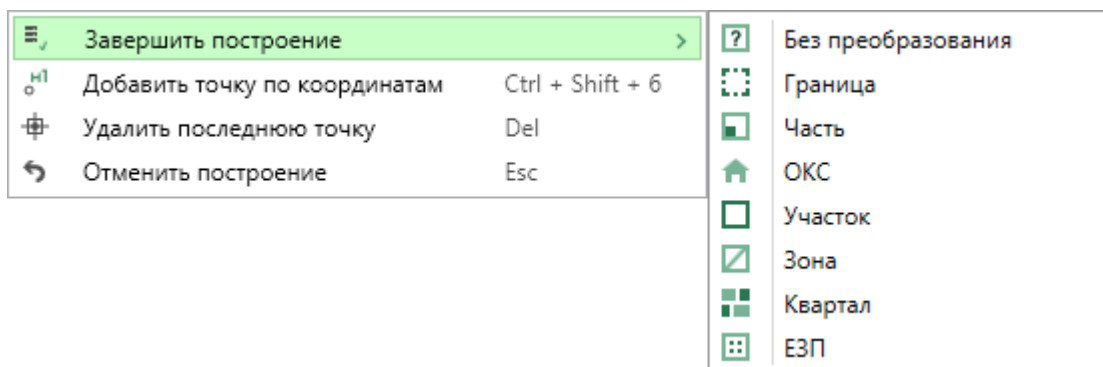 Завершить построение
Добавить точку по координатам Ctrl + Shift + 6
Удалить последнюю точку Del
Отменить построение Esc
Без преобразования
Граница
Часть
ОКС
Участок
Зона
Квартал
ЕЗП